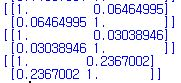 [[1.         0.06464995]
[0.06464995 1.        ]]
[[1.         0.03038946]
[0.03038946 1.        ]]
[[1.        0.2367002]
[0.2367002 1.       ]]